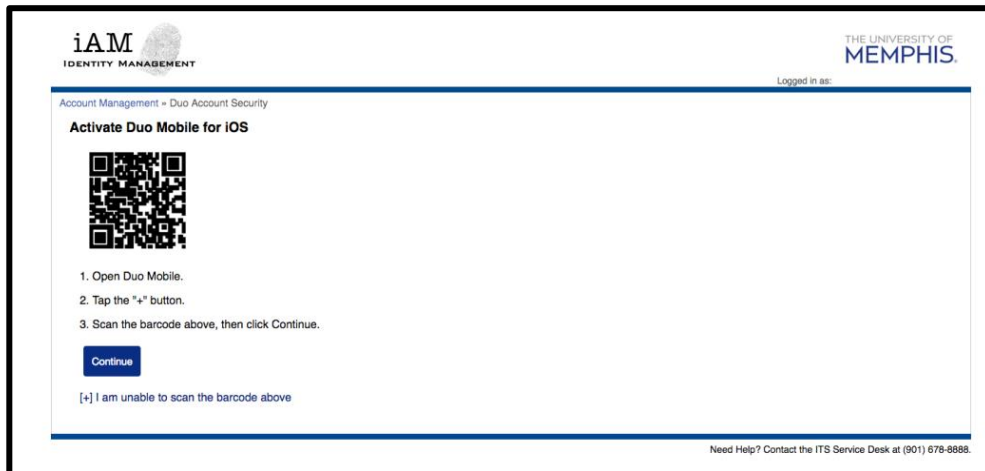 iAM
IDENTITY MANAGEMENT
THE UNIVERSITY OF
MEMPHIS.
Logged in as:
Account Management » Duo Account Security
Activate Duo Mobile for iOS
1. Open Duo Mobile.
2. Tap the "+" button.
3. Scan the barcode above, then click Continue.
Continue
[+] I am unable to scan the barcode above
Need Help? Contact the ITS Service Desk at (901) 678-8888.